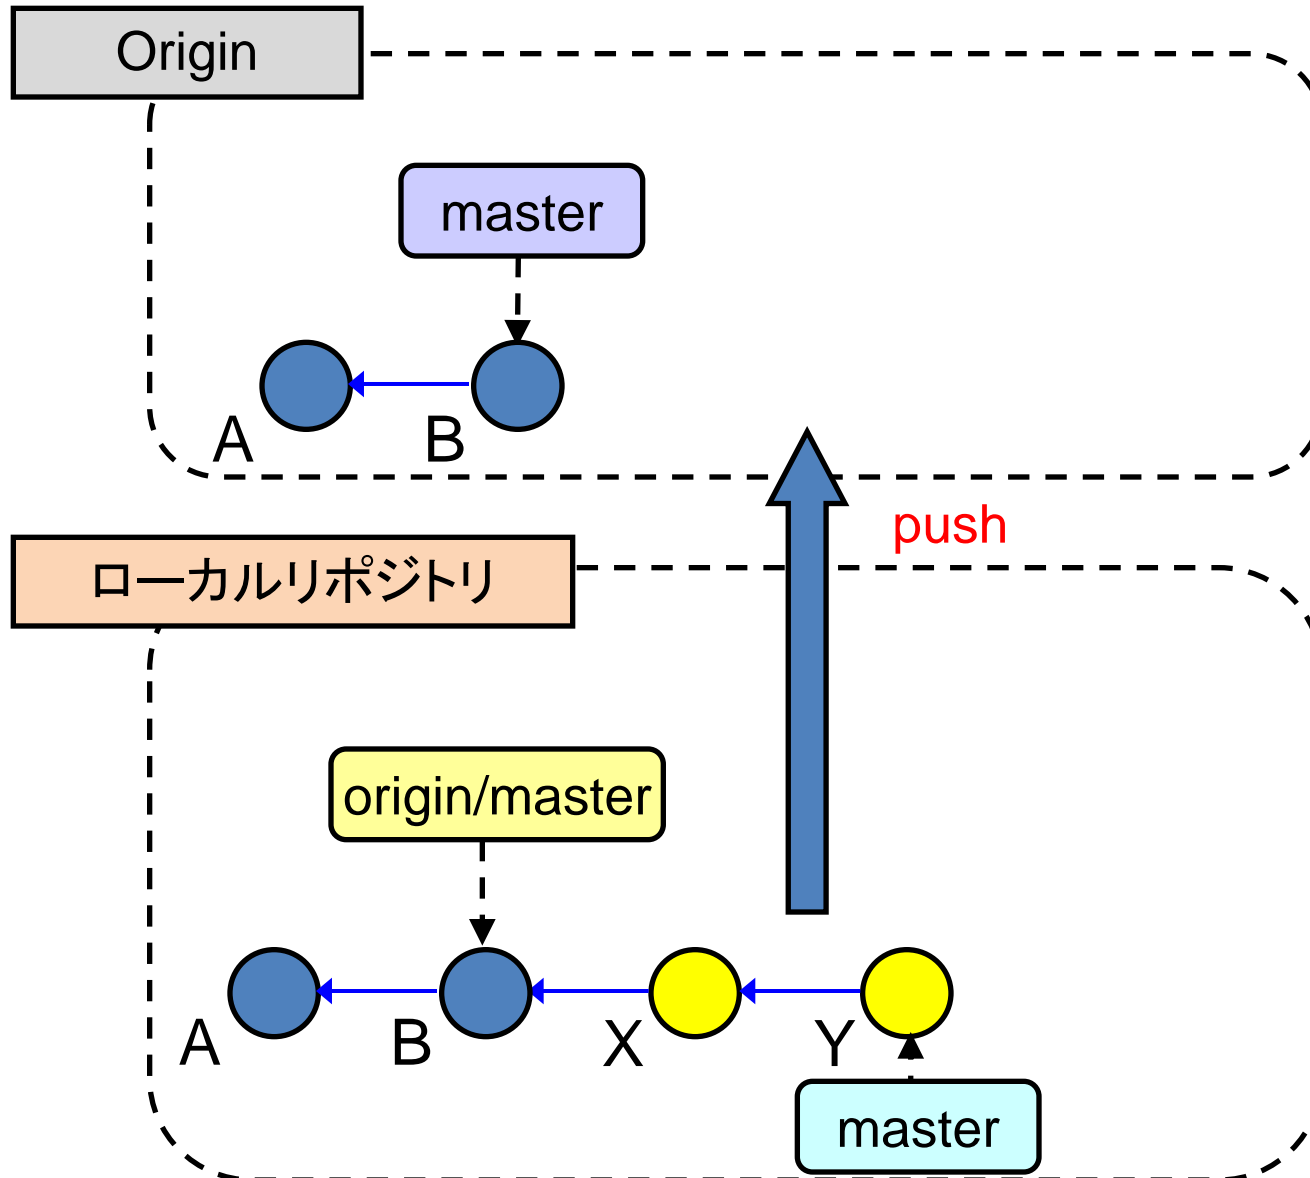 Origin
master
A
B
push
ローカルリポジトリ
origin/master
A
B
X
Y
master